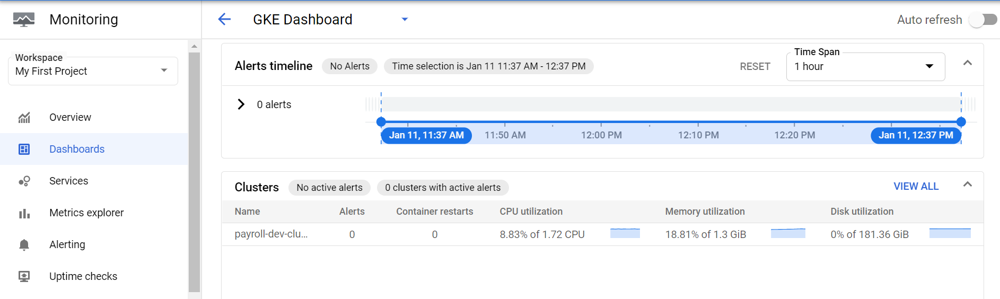 Monitoring
GKE Dashboard
Auto refresh
Workspace
My First Project
Overview
Dashboards
Services
Metrics explorer
Alerting
Uptime checks
Alerts timeline No Alerts Time selection is Jan 11 11:37 AM - 12:37 PM RESET
Time Span
1 hour
0 alerts
Jan 11, 11:37 AM 11:50 AM 12:00 PM 12:10 PM 12:20 PM Jan 11, 12:37 PM
Clusters No active alerts 0 clusters with active alerts VIEW ALL
Name Alerts Container restarts CPU utilization Memory utilization Disk utilization
payroll-dev-clu... 0 0 8.83% of 1.72 CPU 18.81% of 1.3 GiB 0% of 181.36 GiB